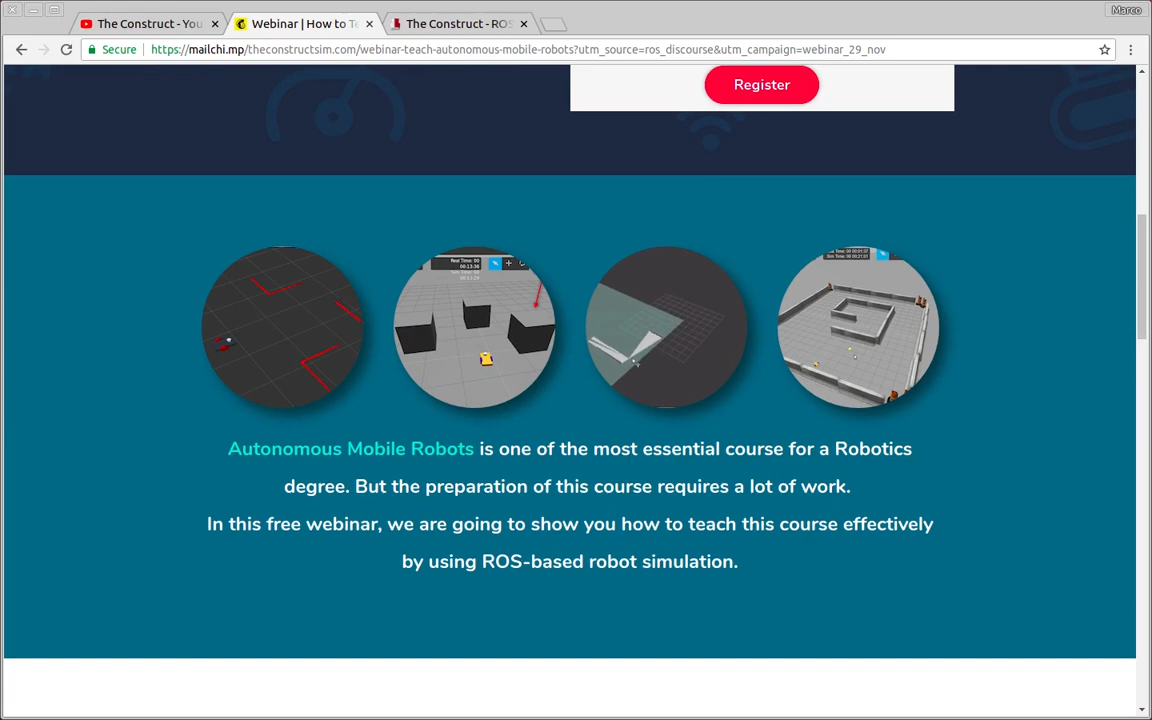 Marco
The Construct - You
Webinar | How to Te
The Construct - ROS
Secure
https://mailchi.mp/theconstructsim.com/webinar-teach-autonomous-mobile-robots?utm_source=ros_discourse&utm_campaign=webinar_29_nov
Register
Autonomous Mobile Robots is one of the most essential course for a Robotics
degree. But the preparation of this course requires a lot of work.
In this free webinar, we are going to show you how to teach this course effectively
by using ROS-based robot simulation.